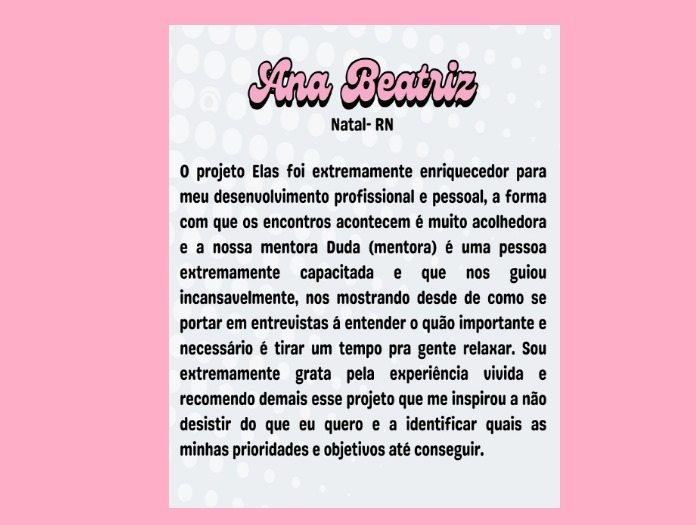 Ana Beatriz
Natal- RN
O projeto Elas foi extremamente enriquecedor para
meu desenvolvimento profissional e pessoal, a forma
com que os encontros acontecem é muito acolhedora
e a nossa mentora Duda (mentora) é uma pessoa
extremamente capacitada e que nos guiou
incansavelmente, nos mostrando desde de como se
portar em entrevistas á entender o quão importante e
necessário é tirar um tempo pra gente relaxar. Sou
extremamente grata pela experiência vivida e
recomendo demais esse projeto que me inspirou a não
desistir do que eu quero e a identificar quais as
minhas prioridades e objetivos até conseguir.